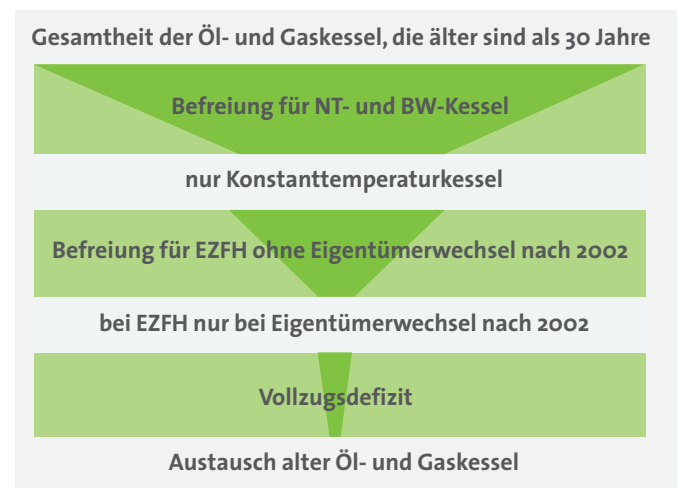 Gesamtheit der Öl- und Gaskessel, die älter sind als 30 Jahre
Befreiung für NT- und BW-Kessel
nur Konstanttemperaturkessel
Befreiung für EZFH ohne Eigentümerwechsel nach 2002
bei EZFH nur bei Eigentümerwechsel nach 2002
Vollzugsdefizit
Austausch alter Öl- und Gaskessel